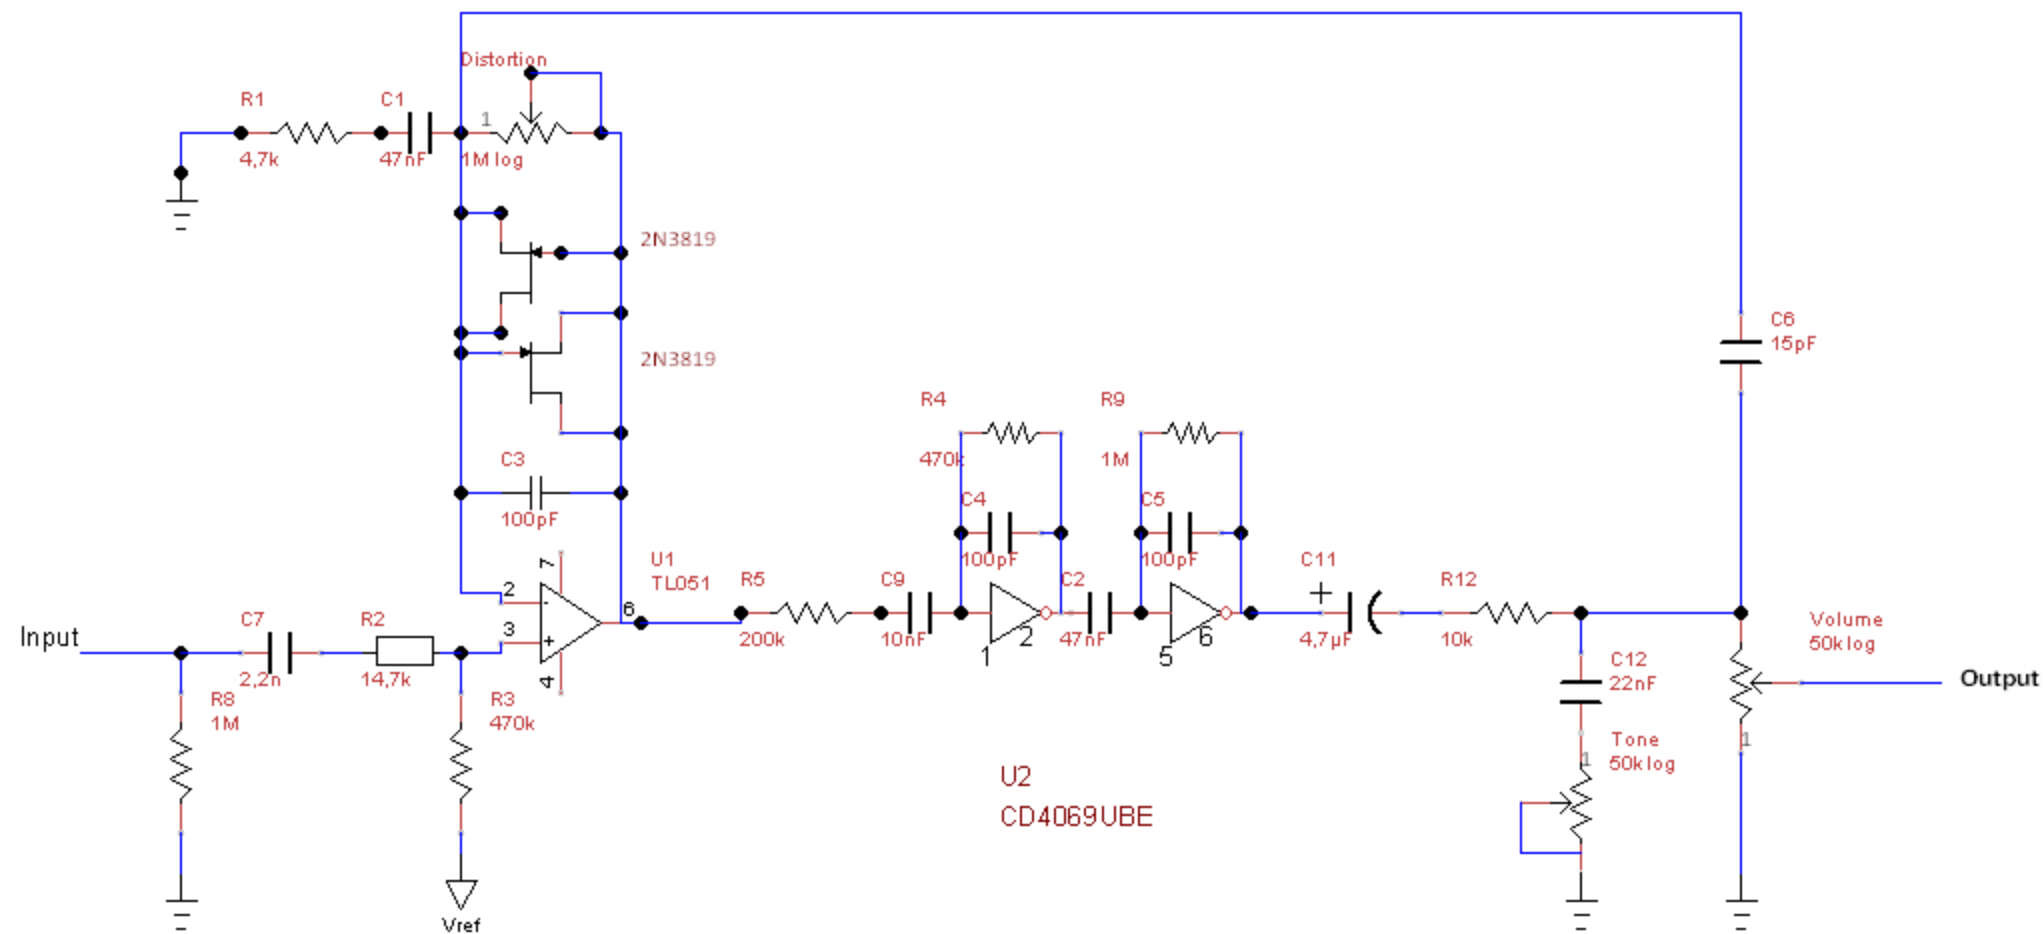 Distortion
R1
C1
1
4,7k
47nF
1M log
2N3819
2N3819
C6
15pF
R4
R9
470k
1M
C3
100pF
C4
C5
100pF
100pF
7
U1
TL051
2
6
3
4
-
+
R5
200k
C9
10nF
C2
47nF
1
2
5
6
C11
+
4,7µF
R12
10k
Volume
50k log
Input
C7
2,2n
R2
14,7k
R8
1M
R3
470k
C12
22nF
Output
1
Tone
50k log
1
U2
CD4069UBE
Vref